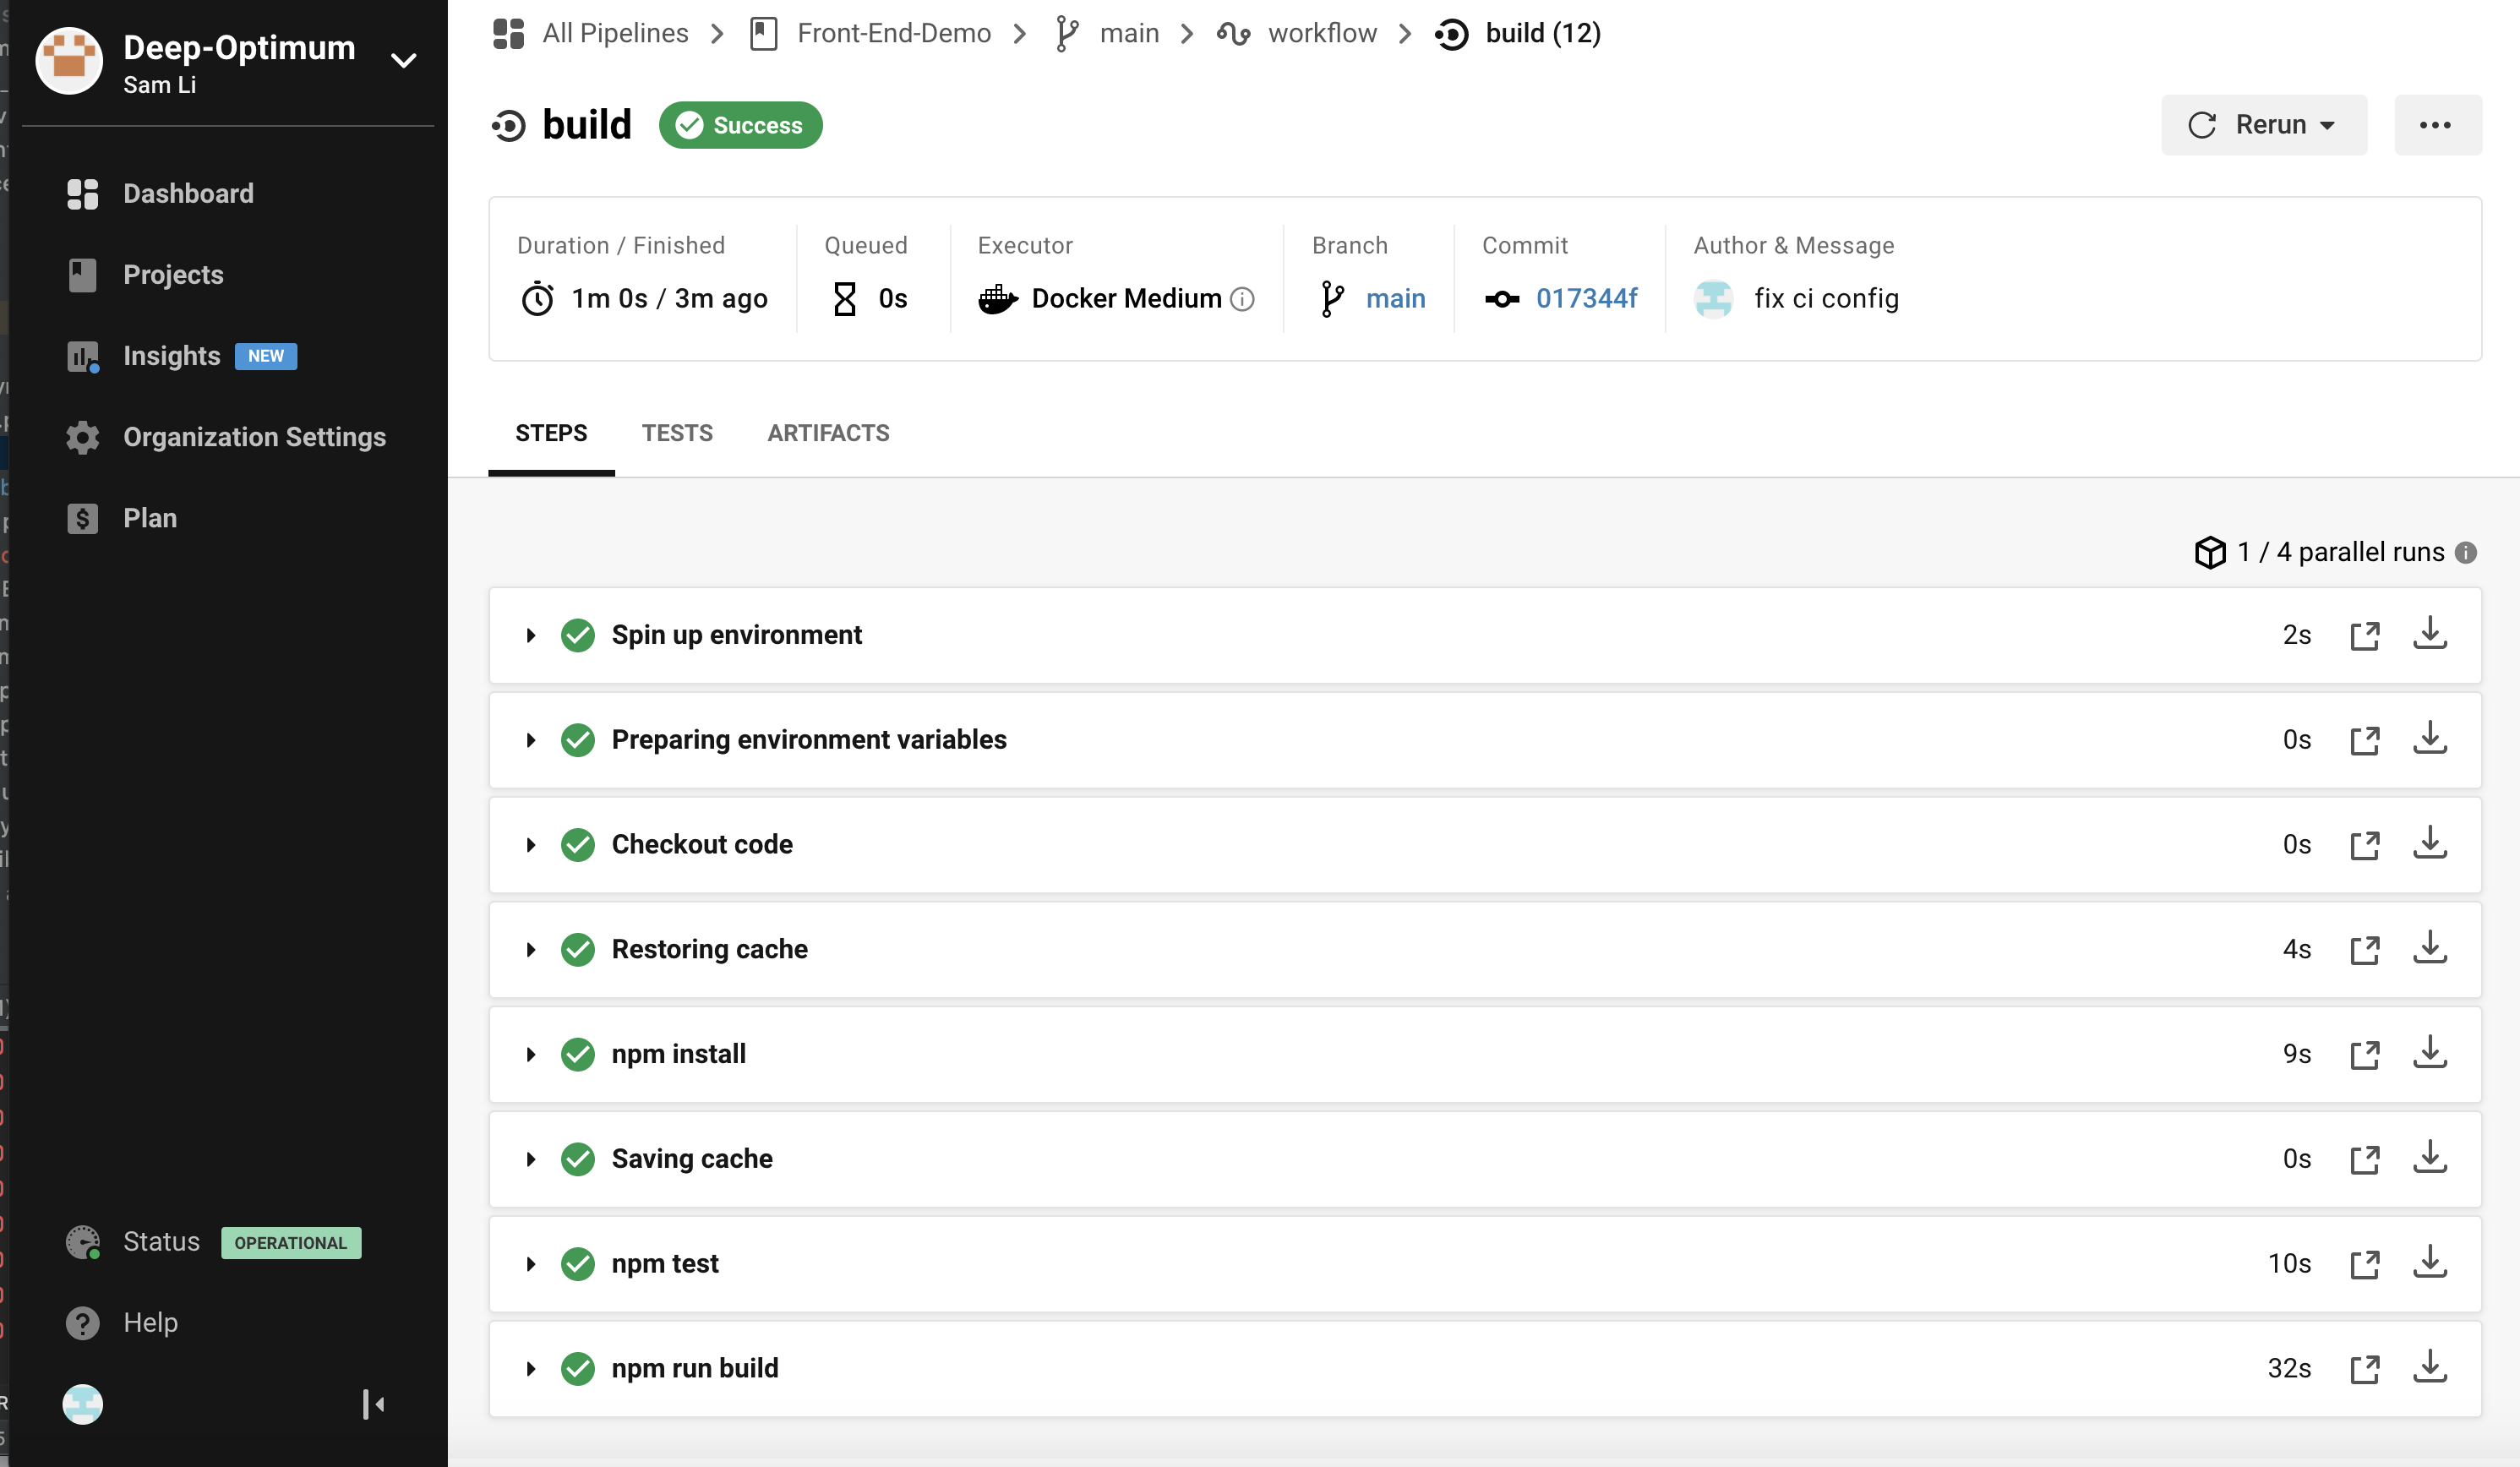 Deep-Optimum
Sam Li
Dashboard
Projects
Insights NEW
Organization Settings
Plan
Status OPERATIONAL
Help
All Pipelines
Front-End-Demo
main
workflow
build (12)
build
Success
Rerun
Duration / Finished
1m 0s / 3m ago
Queued
0s
Executor
Docker Medium
Branch
main
Commit
017344f
Author & Message
fix ci config
STEPS
TESTS
ARTIFACTS
1 / 4 parallel runs
Spin up environment 2s
Preparing environment variables 0s
Checkout code 0s
Restoring cache 4s
npm install 9s
Saving cache 0s
npm test 10s
npm run build 32s